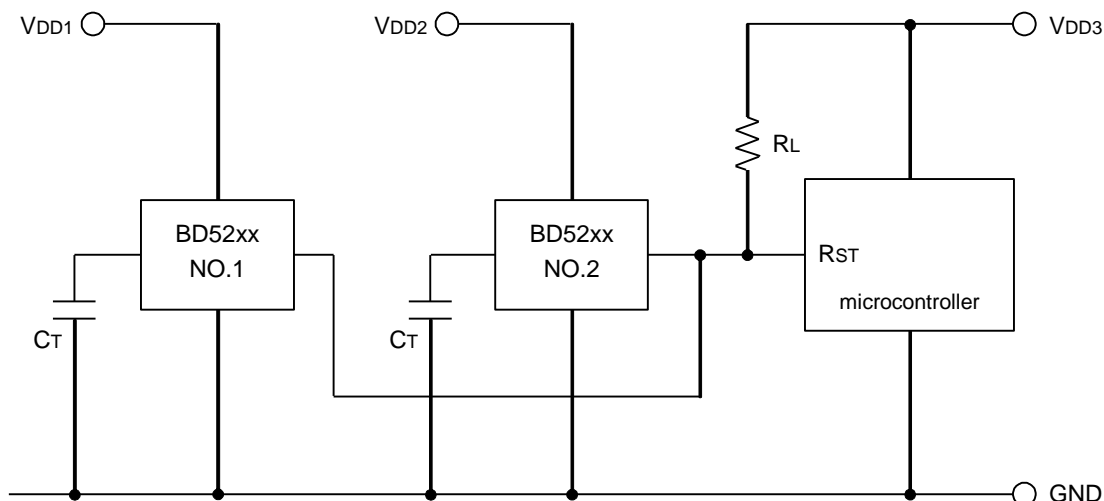 VDD1
VDD2
VDD3
RL
BD52xx
NO.1
BD52xx
NO.2
RST
microcontroller
CT
CT
GND